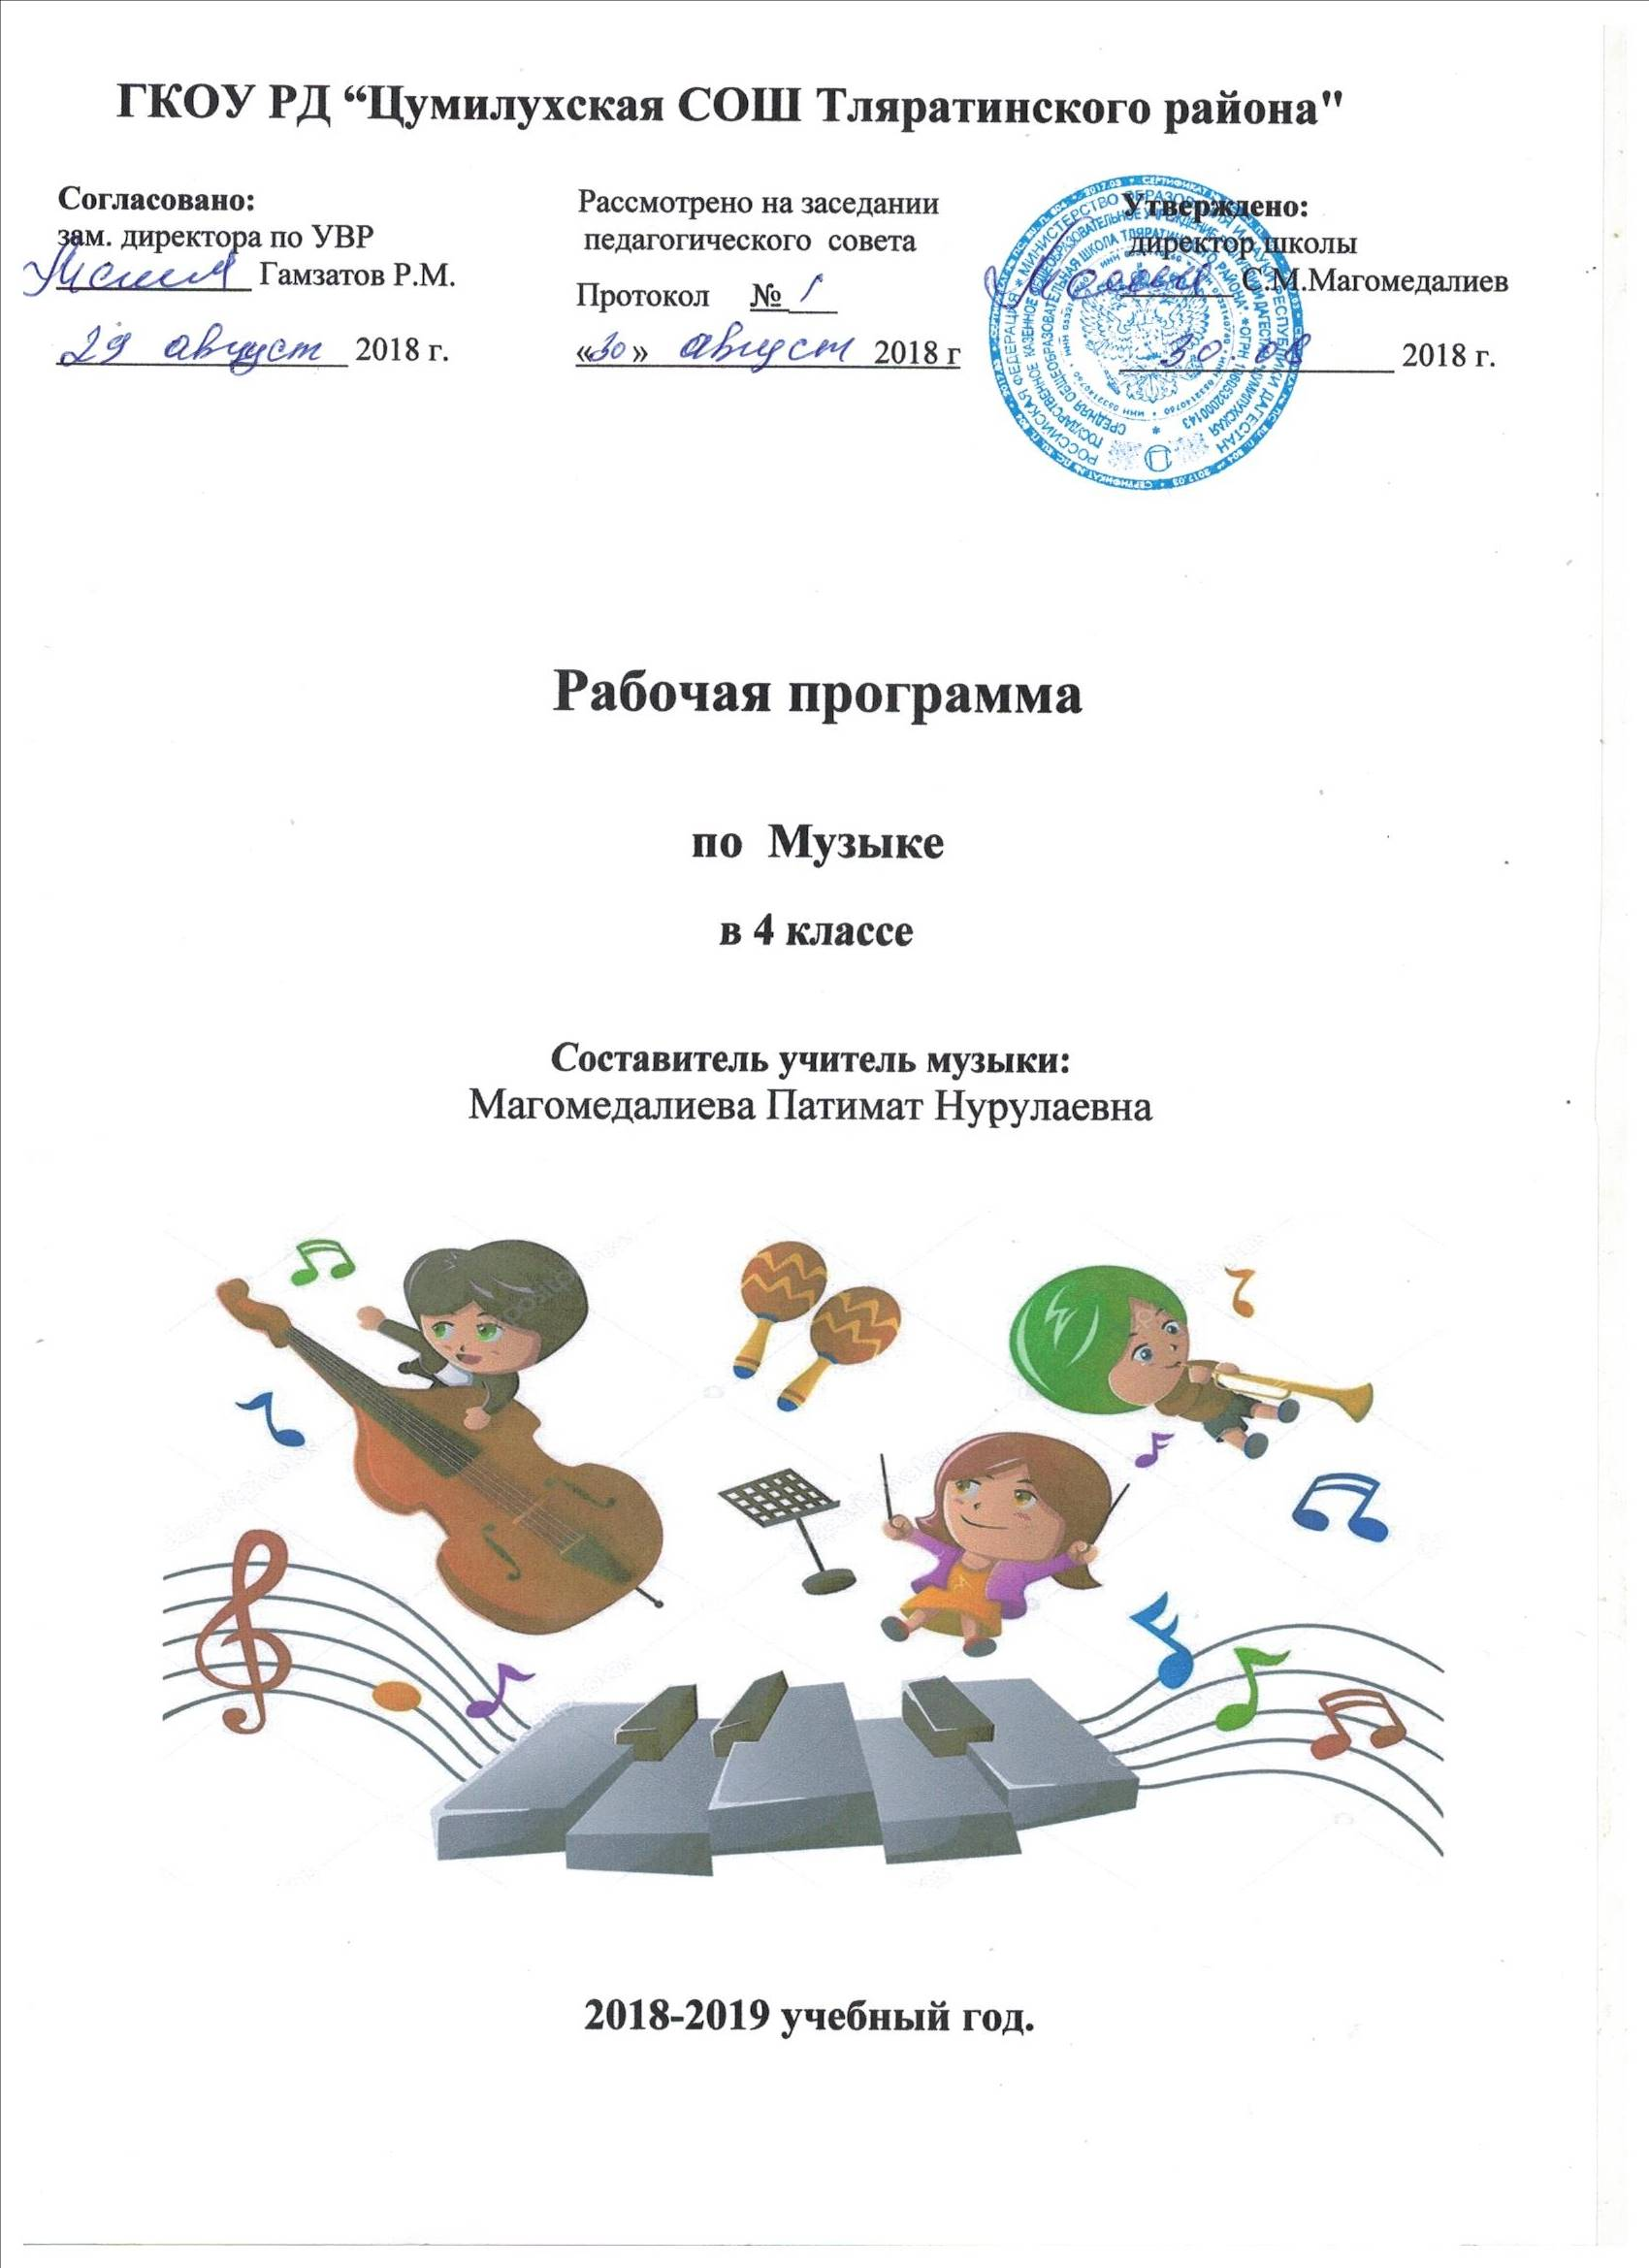 ГКОУ РД “Цумилухская СОШ Тляратинского района"
Согласовано:
зам. директора по УВР
Гамзатов Р.М.
29 август 2018 г.
Рассмотрено на заседании
педагогического совета
Протокол № 1
«30» август 2018 г
Утверждено:
директор школы
С.М.Магомедалиев
30.08 2018 г.
Рабочая программа
по Музыке
в 4 классе
Составитель учитель музыки:
Магомедалиева Патимат Нурулаевна
2018-2019 учебный год.